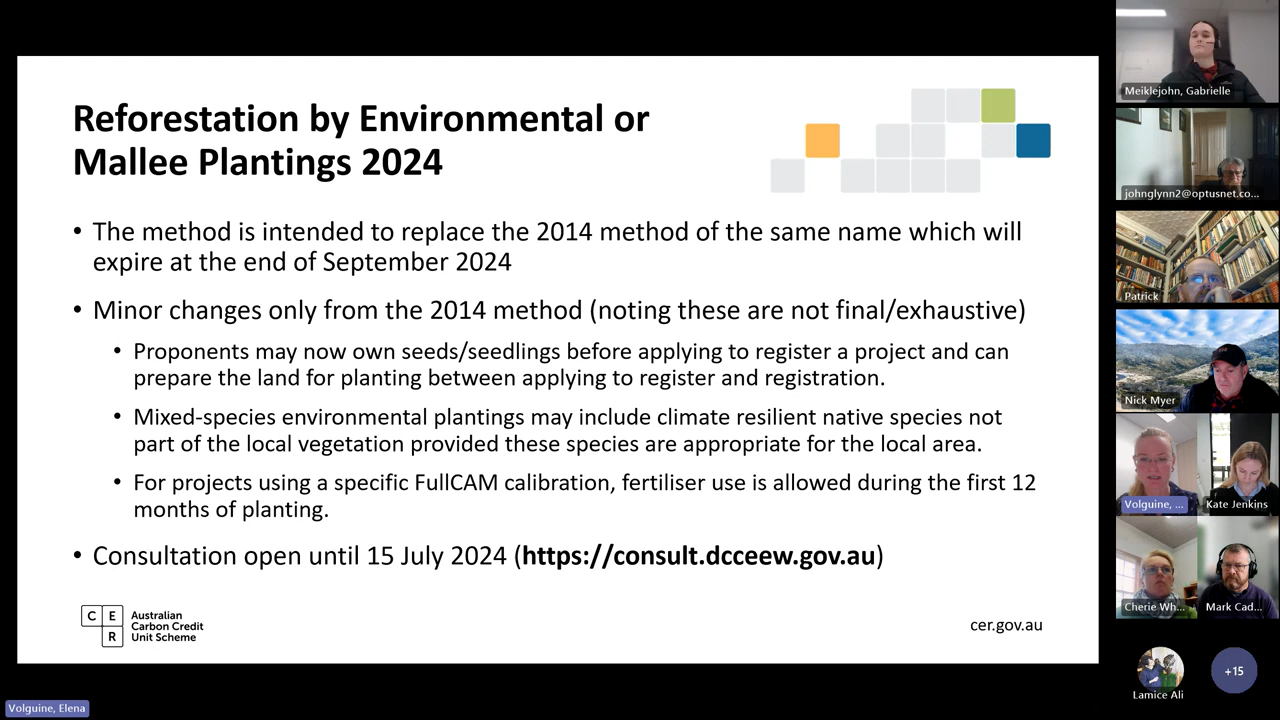 Reforestation by Environmental or
Mallee Plantings 2024
• The method is intended to replace the 2014 method of the same name which will
expire at the end of September 2024
• Minor changes only from the 2014 method (noting these are not final/exhaustive)
• Proponents may now own seeds/seedlings before applying to register a project and can
prepare the land for planting between applying to register and registration.
• Mixed-species environmental plantings may include climate resilient native species not
part of the local vegetation provided these species are appropriate for the local area.
• For projects using a specific FullCAM calibration, fertiliser use is allowed during the first 12
months of planting.
• Consultation open until 15 July 2024 (https://consult.dcceew.gov.au)
C E R
Australian
Carbon Credit
Unit Scheme
cer.gov.au
Volguine, Elena
Meiklejohn, Gabrielle
johnglynn2@optusnet.co...
Patrick
Nick Myer
Volguine, ...
Kate Jenkins
Cherie Wh...
Mark Cad...
Lamice Ali
+15